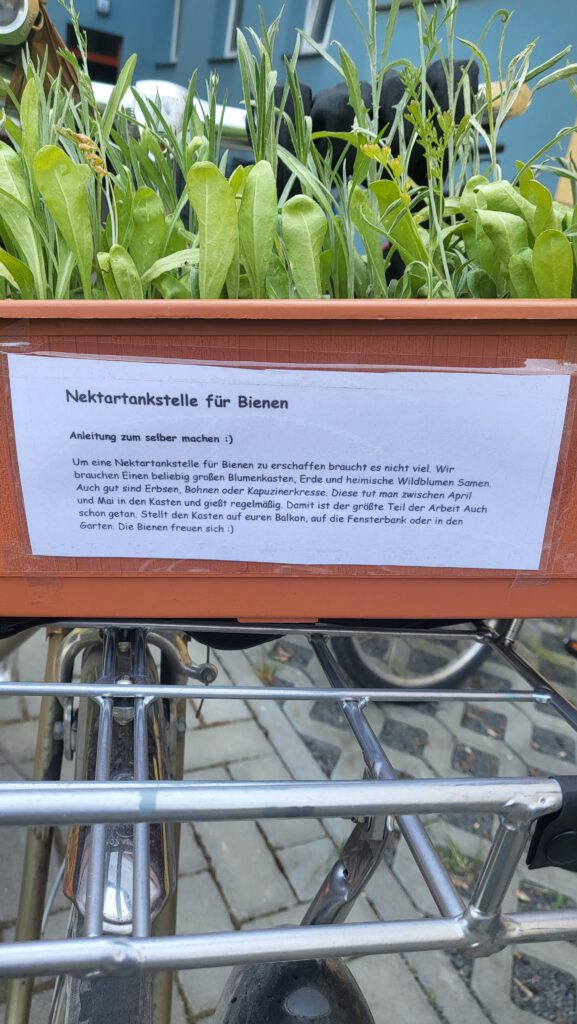 Nektartankstelle für Bienen
Anleitung zum selber machen :)
Um eine Nektartankstelle für Bienen zu erschaffen braucht es nicht viel. Wir
brauchen Einen beliebig großen Blumenkasten, Erde und heimische Wildblumen Samen.
Auch gut sind Erbsen, Bohnen oder Kapuzinerkresse. Diese tut man zwischen April
und Mai in den Kasten und gießt regelmäßig. Damit ist der größte Teil der Arbeit Auch
schon getan. Stellt den Kasten auf euren Balkon, auf die Fensterbank oder in den
Garten. Die Bienen freuen sich :)